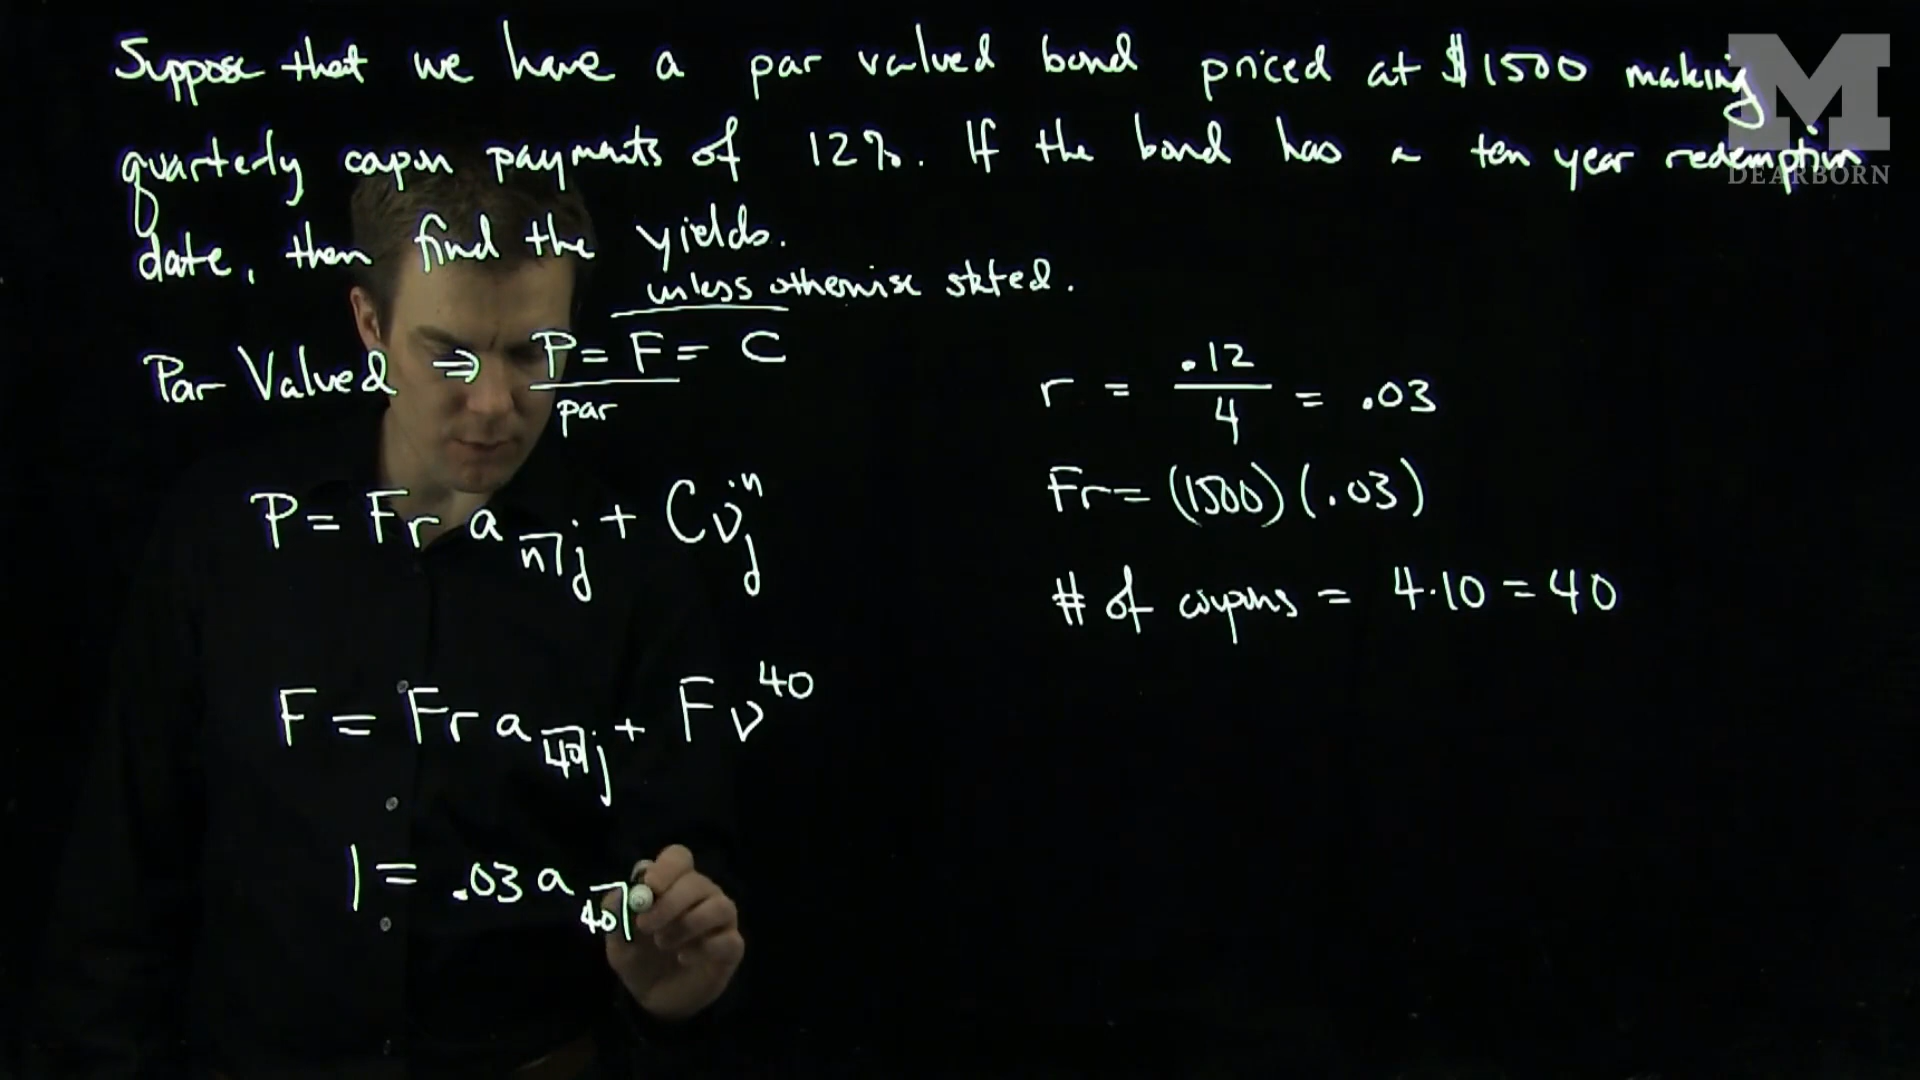 Suppose that we have a par valued bond priced at $1500 making
quarterly coupon payments of 12%. If the bond has a ten year redemption
date, then find the yields.
unless otherwise stated.
Par Valued ⇒ P = F = C
par
P = Fr a n⌉j + Cν_j^n
F = Fr a 40⌉j + Fν^40
1 = .03 a 40⌉
r = .12/4 = .03
Fr = (1500)(.03)
# of coupons = 4·10 = 40
M
DEARBORN